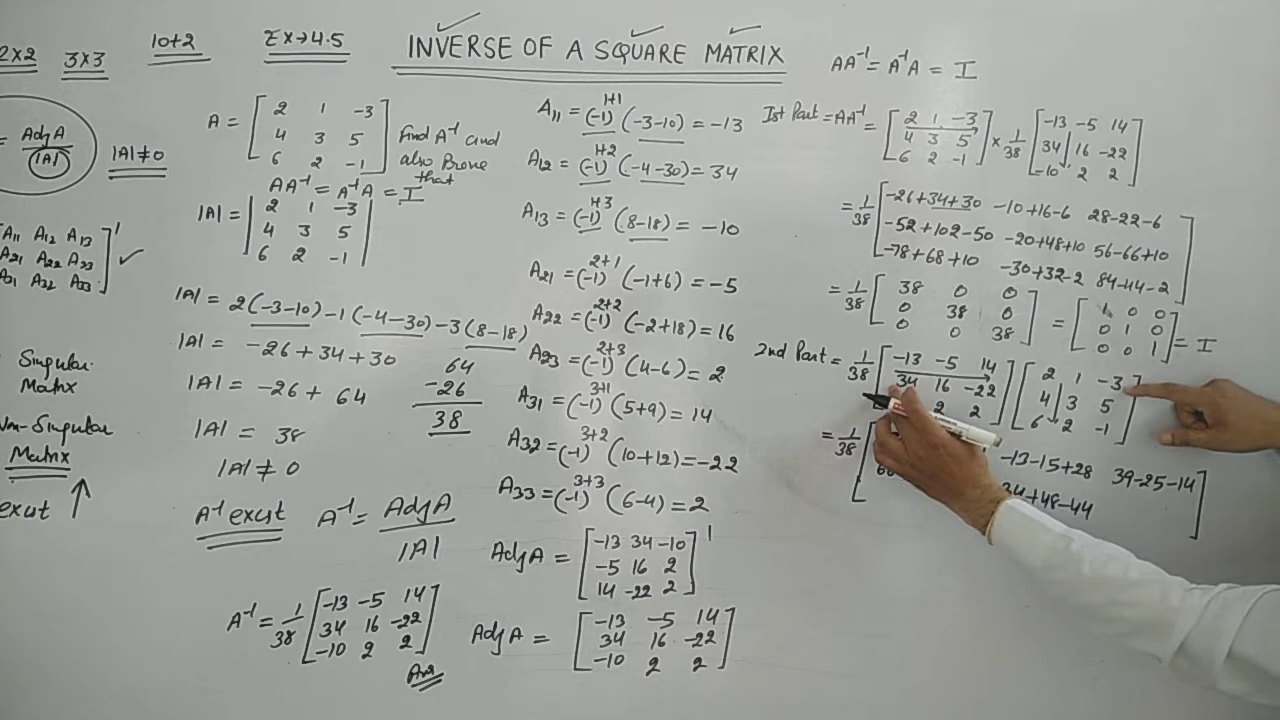 2×2 3×3 10+2 EX→4.5
INVERSE OF A SQUARE MATRIX
= AdjA / |A|
|A|≠0
A11 A12 A13 '
A21 A22 A23 ✓
A31 A32 A33
Singular
Matrix
Non-Singular
Matrix
exist ↑
A = [ 2 1 -3
4 3 5
6 2 -1 ]
Find A⁻¹ and
also Prove
that
AA⁻¹ = A⁻¹A = I
|A| = | 2 1 -3
4 3 5
6 2 -1 |
|A| = 2(-3-10) -1(-4-30) -3(8-18)
|A| = -26+34+30
|A| = -26 + 64
|A| = 38
|A| ≠ 0
64
-26
38
A⁻¹ exist A⁻¹ = AdjA / |A|
A⁻¹ = 1/38 [ -13 -5 14
34 16 -22
-10 2 2 ]
Ans
A11 = (-1)¹⁺¹ (-3-10) = -13
A12 = (-1)¹⁺² (-4-30) = 34
A13 = (-1)¹⁺³ (8-18) = -10
A21 = (-1)²⁺¹ (-1+6) = -5
A22 = (-1)²⁺² (-2+18) = 16
A23 = (-1)²⁺³ (4-6) = 2
A31 = (-1)³⁺¹ (5+9) = 14
A32 = (-1)³⁺² (10+12) = -22
A33 = (-1)³⁺³ (6-4) = 2
AdjA = [ -13 34 -10
-5 16 2
14 -22 2 ] '
AdjA = [ -13 -5 14
34 16 -22
-10 2 2 ]
AA⁻¹ = A⁻¹A = I
Ist Part = AA⁻¹ = [ 2 1 -3
4 3 5
6 2 -1 ] × 1/38 [ -13 -5 14
34 16 -22
-10 2 2 ]
= 1/38 [ -26+34+30 -10+16-6 28-22-6
-52+102-50 -20+48+10 56-66+10
-78+68+10 -30+32-2 84-44-2 ]
= 1/38 [ 38 0 0
0 38 0
0 0 38 ] = [ 1 0 0
0 1 0
0 0 1 ] = I
2nd Part = 1/38 [ -13 -5 14
34 16 -22
2 2 ] [ 2 1 -3
4 3 5
6 2 -1 ]
= 1/38 [ -13-15+28 39-25-14
34+48-44 ]